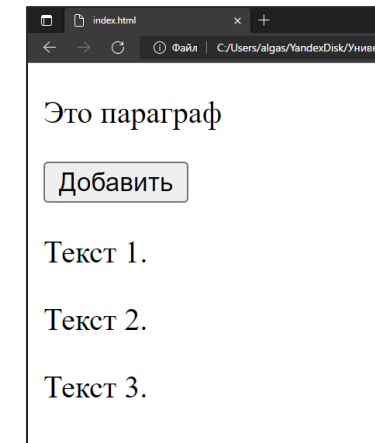 index.html
Файл C:/Users/algas/YandexDisk/Униве
Это параграф
Добавить
Текст 1.
Текст 2.
Текст 3.